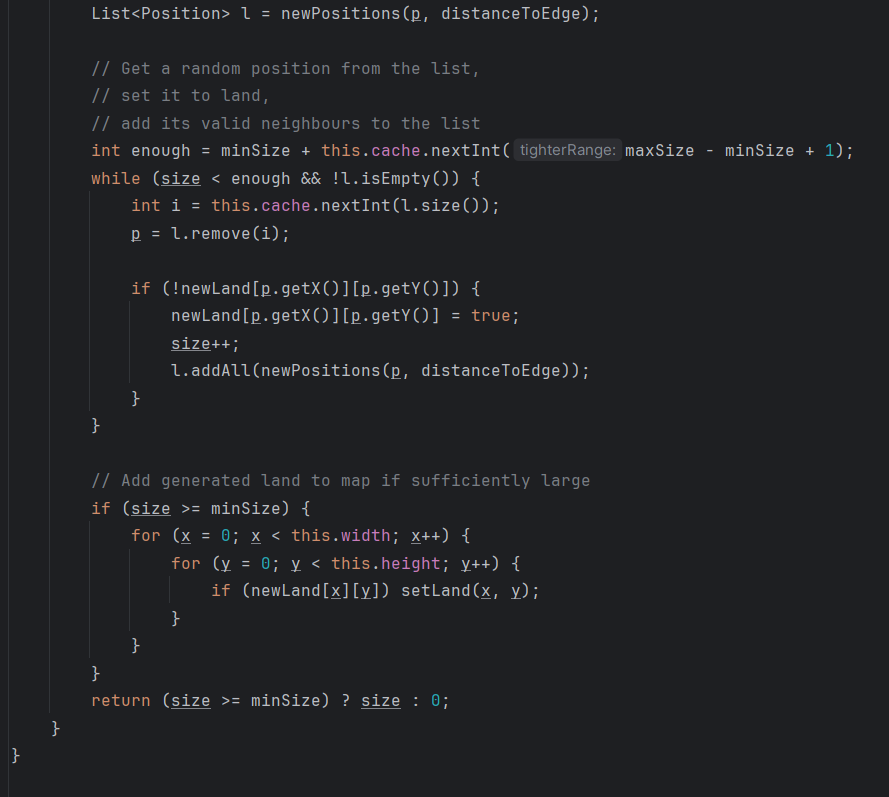 List<Position> l = newPositions(p, distanceToEdge);
// Get a random position from the list,
// set it to land,
// add its valid neighbours to the list
int enough = minSize + this.cache.nextInt( tighterRange: maxSize - minSize + 1);
while (size < enough && !l.isEmpty()) {
int i = this.cache.nextInt(l.size());
p = l.remove(i);
if (!newLand[p.getX()][p.getY()]) {
newLand[p.getX()][p.getY()] = true;
size++;
l.addAll(newPositions(p, distanceToEdge));
}
}
// Add generated land to map if sufficiently large
if (size >= minSize) {
for (x = 0; x < this.width; x++) {
for (y = 0; y < this.height; y++) {
if (newLand[x][y]) setLand(x, y);
}
}
}
return (size >= minSize) ? size : 0;
}
}